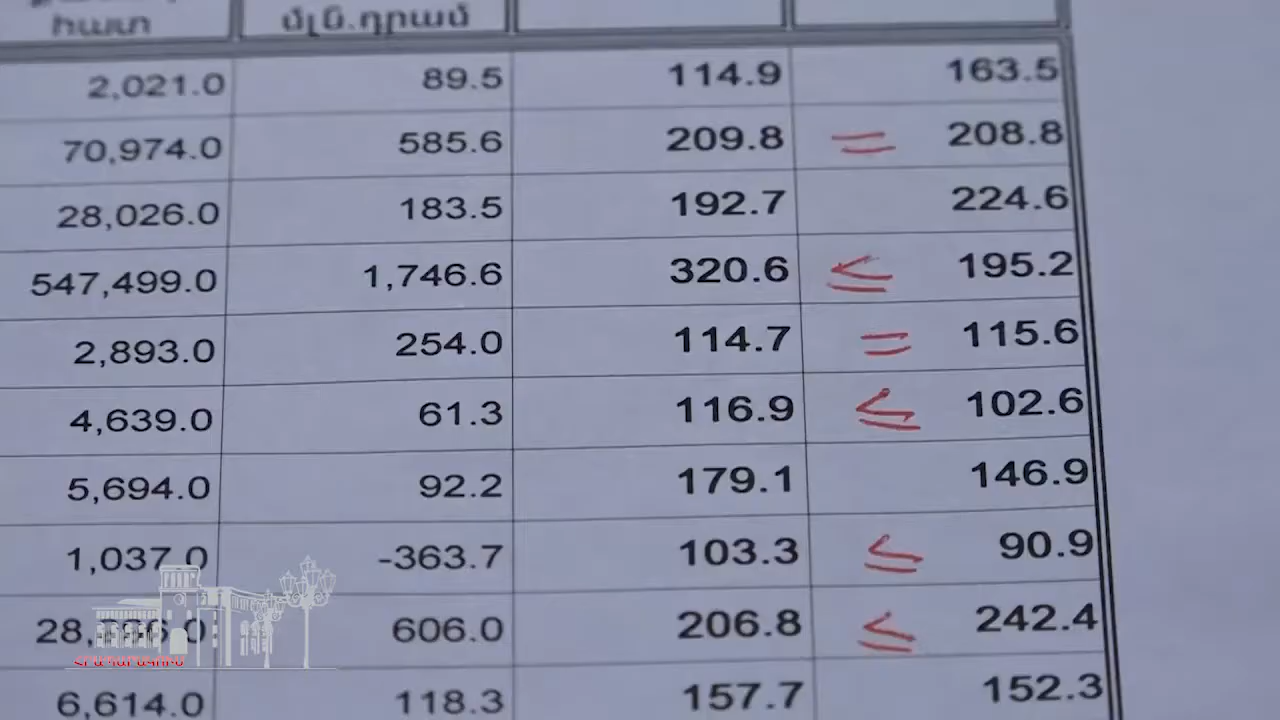 հատ մլն.դրամ
2,021.0 89.5 114.9 163.5
70,974.0 585.6 209.8 = 208.8
28,026.0 183.5 192.7 224.6
547,499.0 1,746.6 320.6 ≤ 195.2
2,893.0 254.0 114.7 = 115.6
4,639.0 61.3 116.9 ≤ 102.6
5,694.0 92.2 179.1 146.9
1,037.0 -363.7 103.3 ≤ 90.9
606.0 206.8 ≤ 242.4
ՀՐԱՊԱՐԱԿՈՒՄ
6,614.0 118.3 157.7 152.3